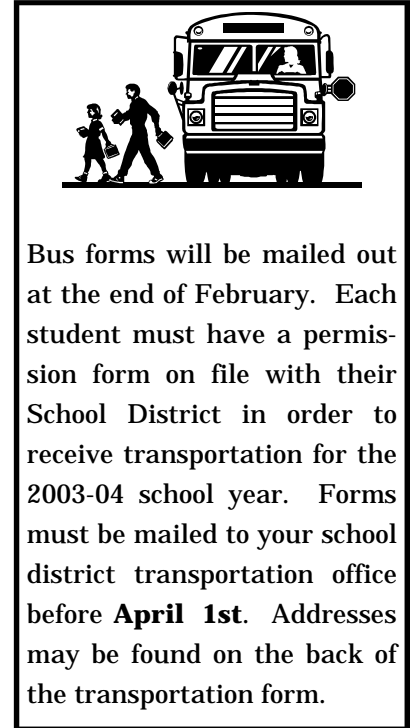 Bus forms will be mailed out
at the end of February. Each
student must have a permis-
sion form on file with their
School District in order to
receive transportation for the
2003-04 school year. Forms
must be mailed to your school
district transportation office
before April 1st. Addresses
may be found on the back of
the transportation form.